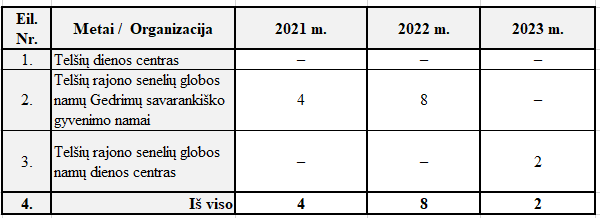 Eil. Nr. Metai / Organizacija 2021 m. 2022 m. 2023 m.
1. Telšių dienos centras – – –
2. Telšių rajono senelių globos
namų Gedrimų savarankiško
gyvenimo namai 4 8 –
3. Telšių rajono senelių globos
namų dienos centras – – 2
4. Iš viso 4 8 2